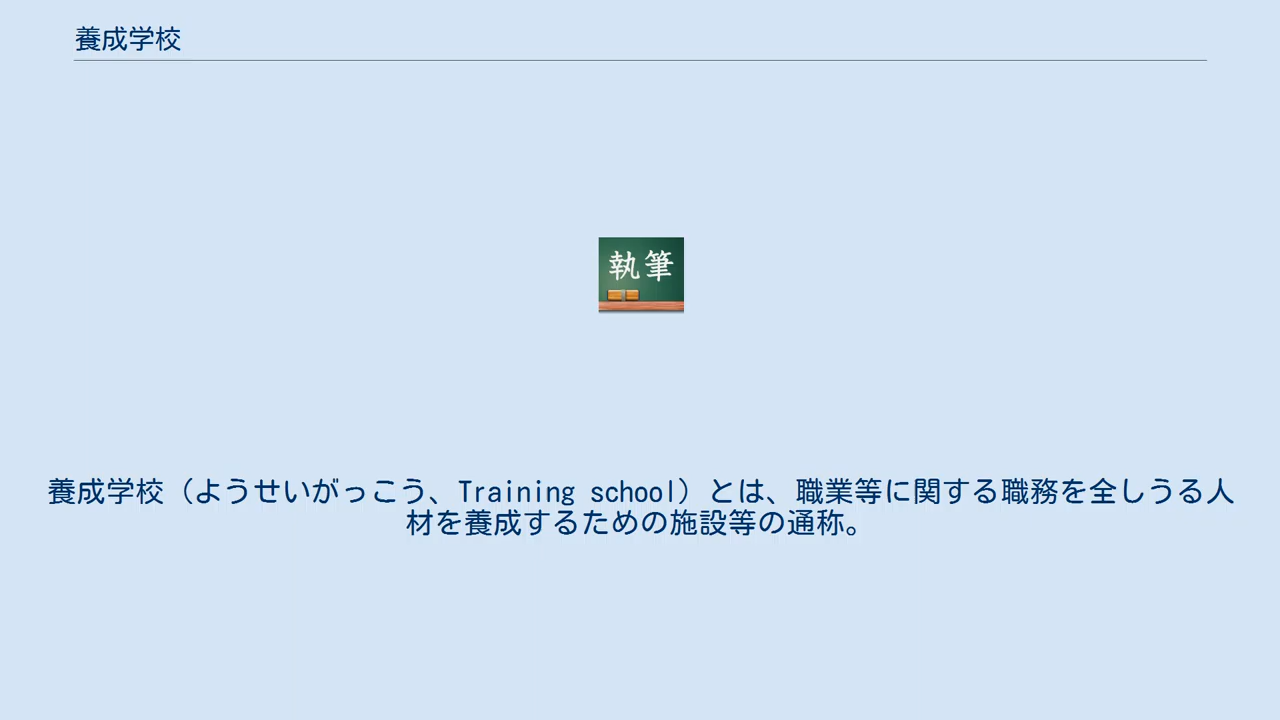 養成学校
執筆
養成学校（ようせいがっこう、Training school）とは、職業等に関する職務を全しうる人
材を養成するための施設等の通称。